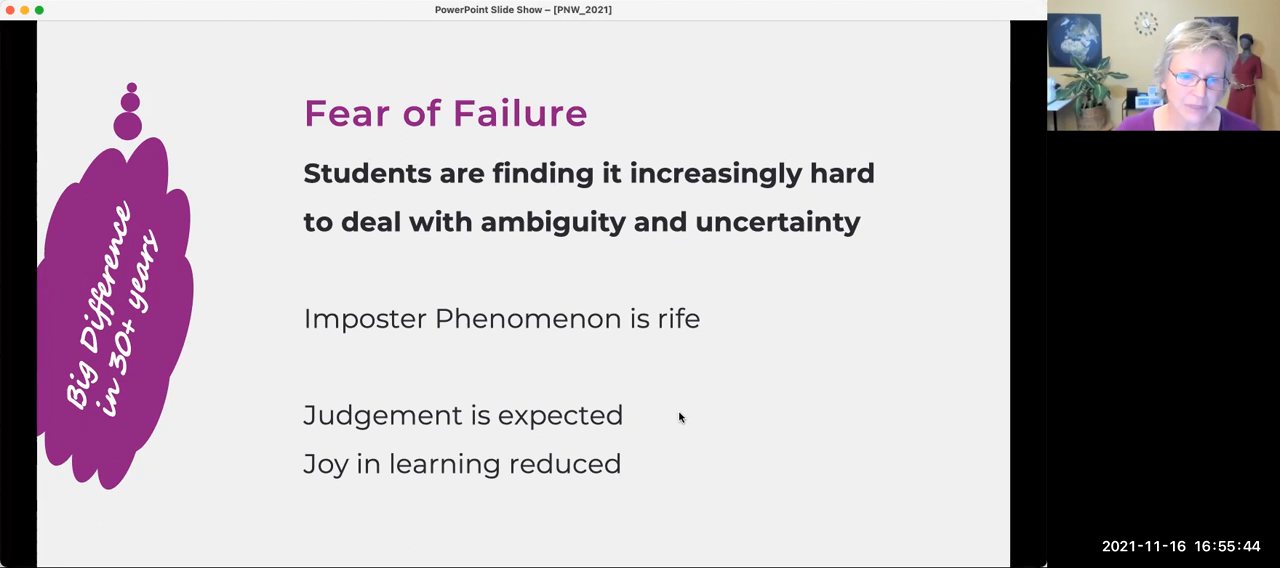 PowerPoint Slide Show – [PNW_2021]
Fear of Failure
Students are finding it increasingly hard
to deal with ambiguity and uncertainty
Imposter Phenomenon is rife
Judgement is expected
Joy in learning reduced
Big Difference
in 30+ years
2021-11-16 16:55:44